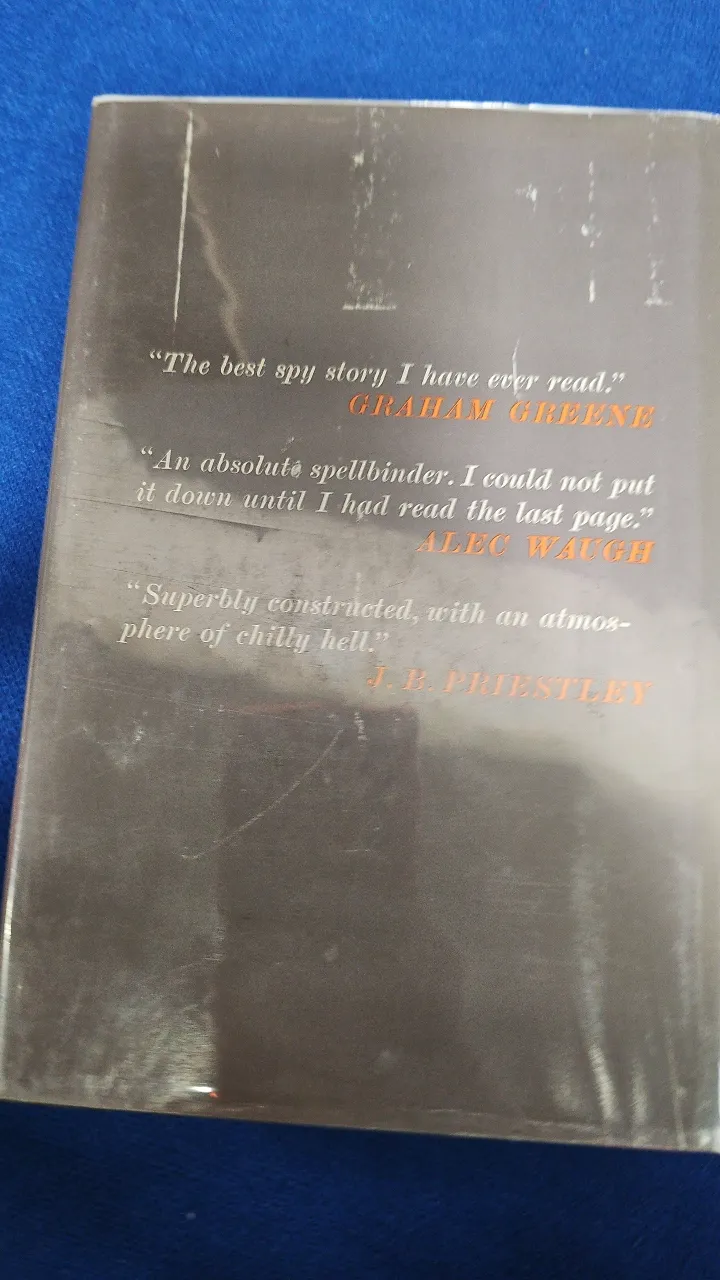 “The best spy story I have ever read.”
GRAHAM GREENE
“An absolute spellbinder. I could not put
it down until I had read the last page.”
ALEC WAUGH
“Superbly constructed, with an atmos-
phere of chilly hell.”
J. B. PRIESTLEY